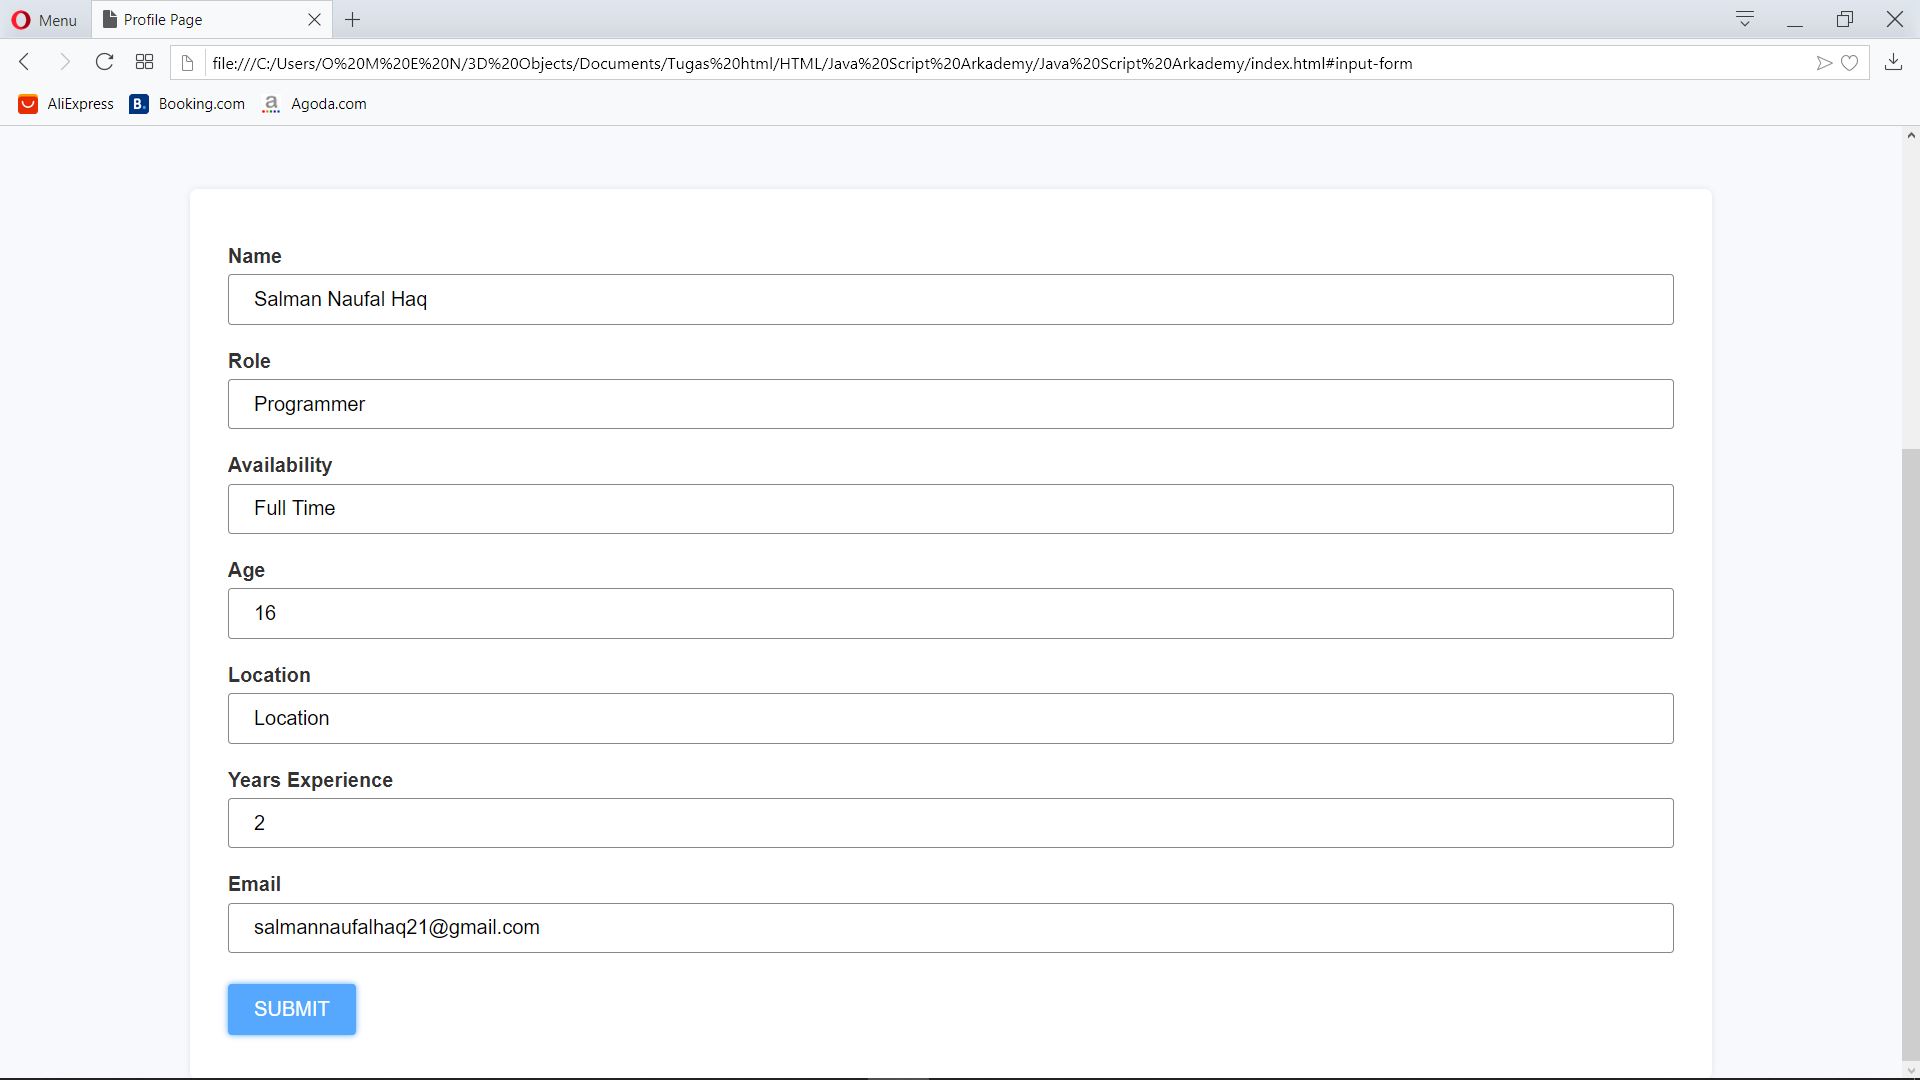 Menu
Profile Page
file:///C:/Users/O%20M%20E%20N/3D%20Objects/Documents/Tugas%20html/HTML/Java%20Script%20Arkademy/Java%20Script%20Arkademy/index.html#input-form
AliExpress B. Booking.com a Agoda.com
Name
Salman Naufal Haq
Role
Programmer
Availability
Full Time
Age
16
Location
Location
Years Experience
2
Email
salmannaufalhaq21@gmail.com
SUBMIT